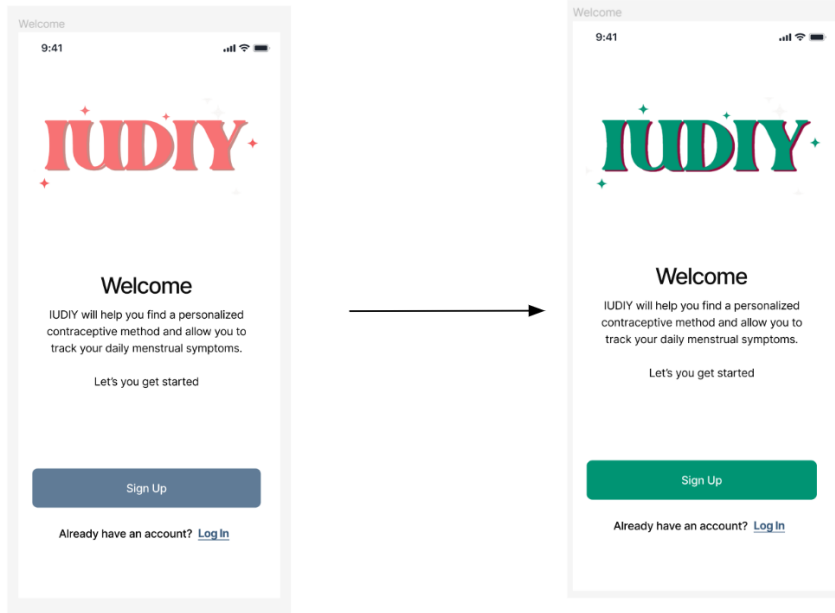 Welcome
9:41
IUDIY
Welcome
IUDIY will help you find a personalized
contraceptive method and allow you to
track your daily menstrual symptoms.
Let's you get started
Sign Up
Already have an account? Log In
Welcome
9:41
IUDIY
Welcome
IUDIY will help you find a personalized
contraceptive method and allow you to
track your daily menstrual symptoms.
Let's you get started
Sign Up
Already have an account? Log In